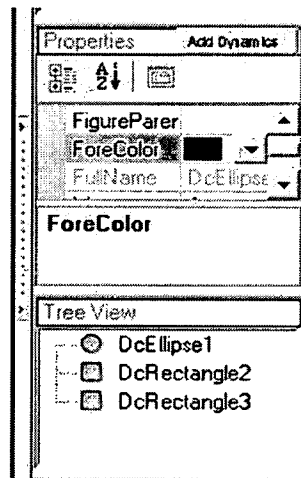 Properties Add Dynamics
FigureParer
ForeColor
FullName DcEllipse
ForeColor
Tree View
DcEllipse1
DcRectangle2
DcRectangle3